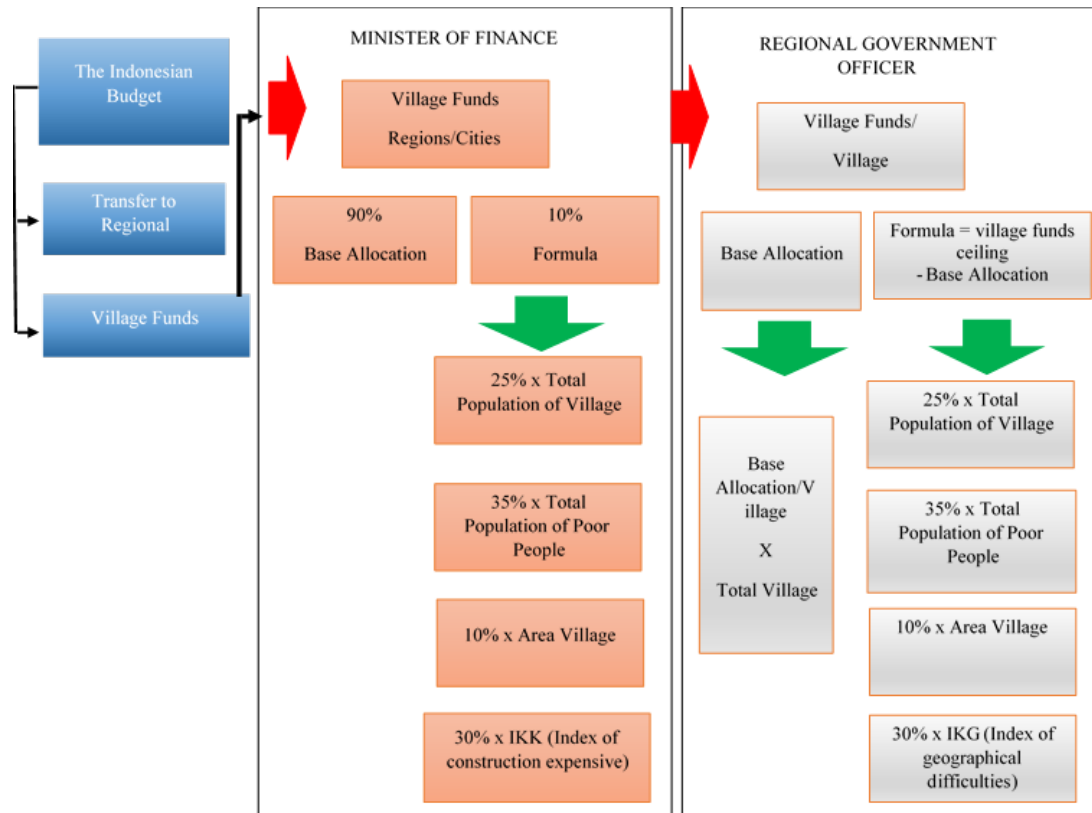 The Indonesian
Budget
Transfer to
Regional
Village Funds
MINISTER OF FINANCE
Village Funds
Regions/Cities
90%
Base Allocation
10%
Formula
25% x Total
Population of Village
35% x Total
Population of Poor
People
10% x Area Village
30% x IKK (Index of
construction expensive)
REGIONAL GOVERNMENT
OFFICER
Village Funds/
Village
Base Allocation
Formula = village funds
ceiling
- Base Allocation
Base
Allocation/V
illage
X
Total Village
25% x Total
Population of Village
35% x Total
Population of Poor
People
10% x Area Village
30% x IKG (Index of
geographical
difficulties)